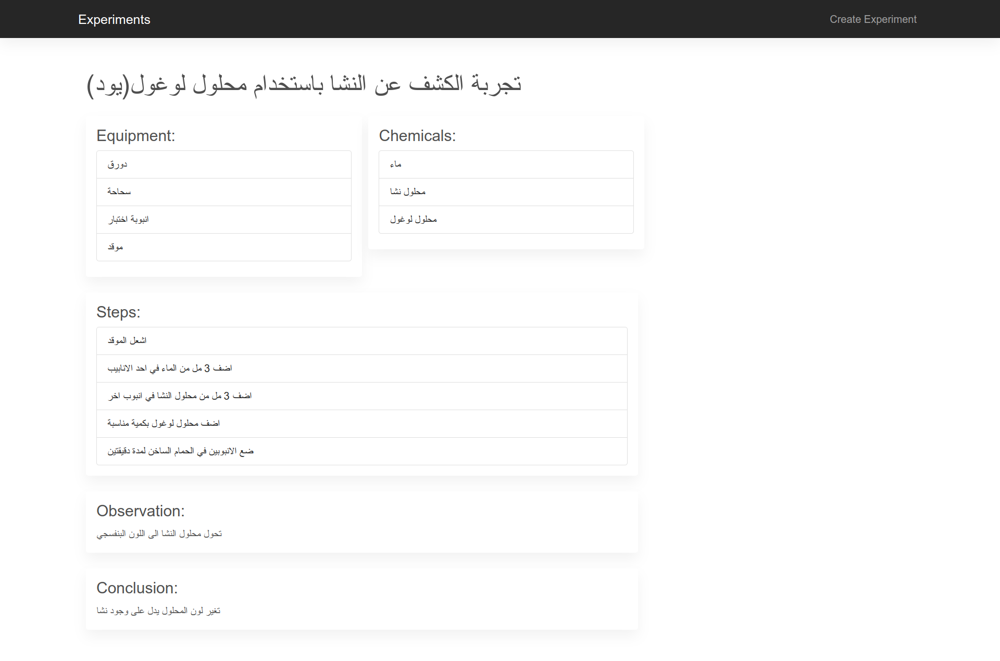 Experiments
Create Experiment
تجربة الكشف عن النشا باستخدام محلول لوغول(يود)
Equipment:
دورق
سحاحة
انبوبة اختبار
موقد
Chemicals:
ماء
محلول نشا
محلول لوغول
Steps:
اشعل الموقد
اضف 3 مل من الماء في احد الانابيب
اضف 3 مل من محلول النشا في انبوب اخر
اضف محلول لوغول بكمية مناسبة
ضع الانبوبين في الحمام الساخن لمدة دقيقتين
Observation:
تحول محلول النشا الى اللون البنفسجي
Conclusion:
تغير لون المحلول يدل على وجود نشا